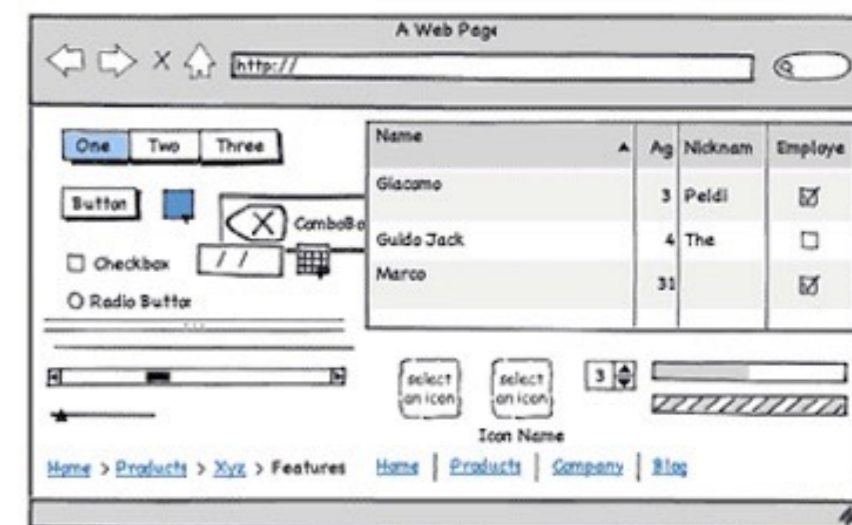 A Web Page
http://
One Two Three
Name Ag Nicknam Employe
Giacomo 3 Peldi
Button
ComboBo
Guido Jack 4 The
Checkbox / /
Marco 31
Radio Button
select an icon
select an icon
3
Icon Name
Home > Products > Xyz > Features
Home | Products | Company | Blog